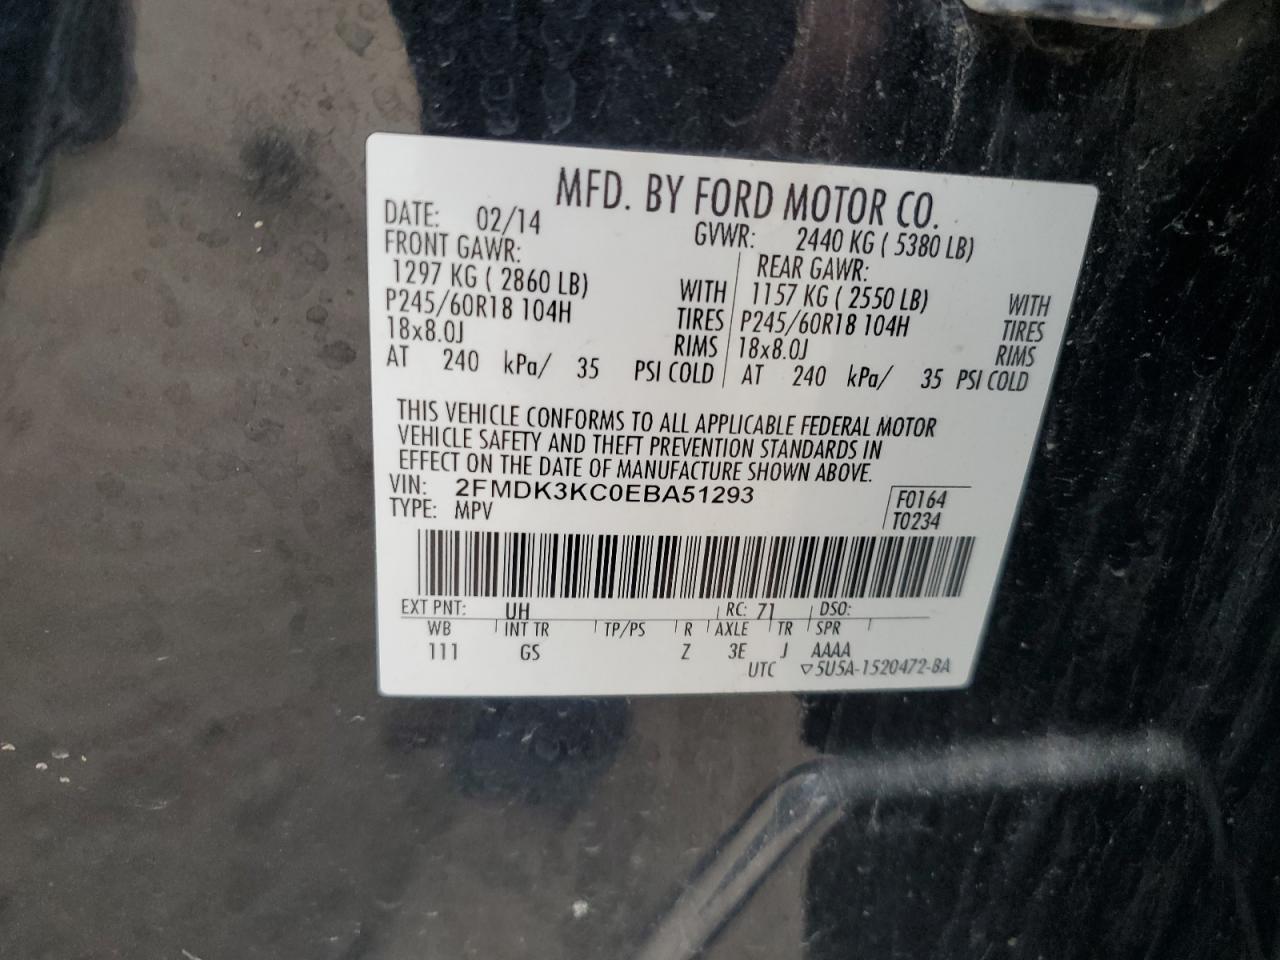 MFD. BY FORD MOTOR CO.
DATE: 02/14 GVWR: 2440 KG ( 5380 LB)
FRONT GAWR: REAR GAWR:
1297 KG ( 2860 LB) WITH 1157 KG ( 2550 LB) WITH
P245/60R18 104H TIRES P245/60R18 104H TIRES
18x8.0J RIMS 18x8.0J RIMS
AT 240 kPa/ 35 PSI COLD AT 240 kPa/ 35 PSI COLD
THIS VEHICLE CONFORMS TO ALL APPLICABLE FEDERAL MOTOR
VEHICLE SAFETY AND THEFT PREVENTION STANDARDS IN
EFFECT ON THE DATE OF MANUFACTURE SHOWN ABOVE.
VIN: 2FMDK3KC0EBA51293 F0164
TYPE: MPV T0234
EXT PNT: UH RC: 71 DSO:
WB INT TR TP/PS R AXLE TR SPR
111 GS Z 3E J AAAA
UTC ▽5U5A-1520472-BA